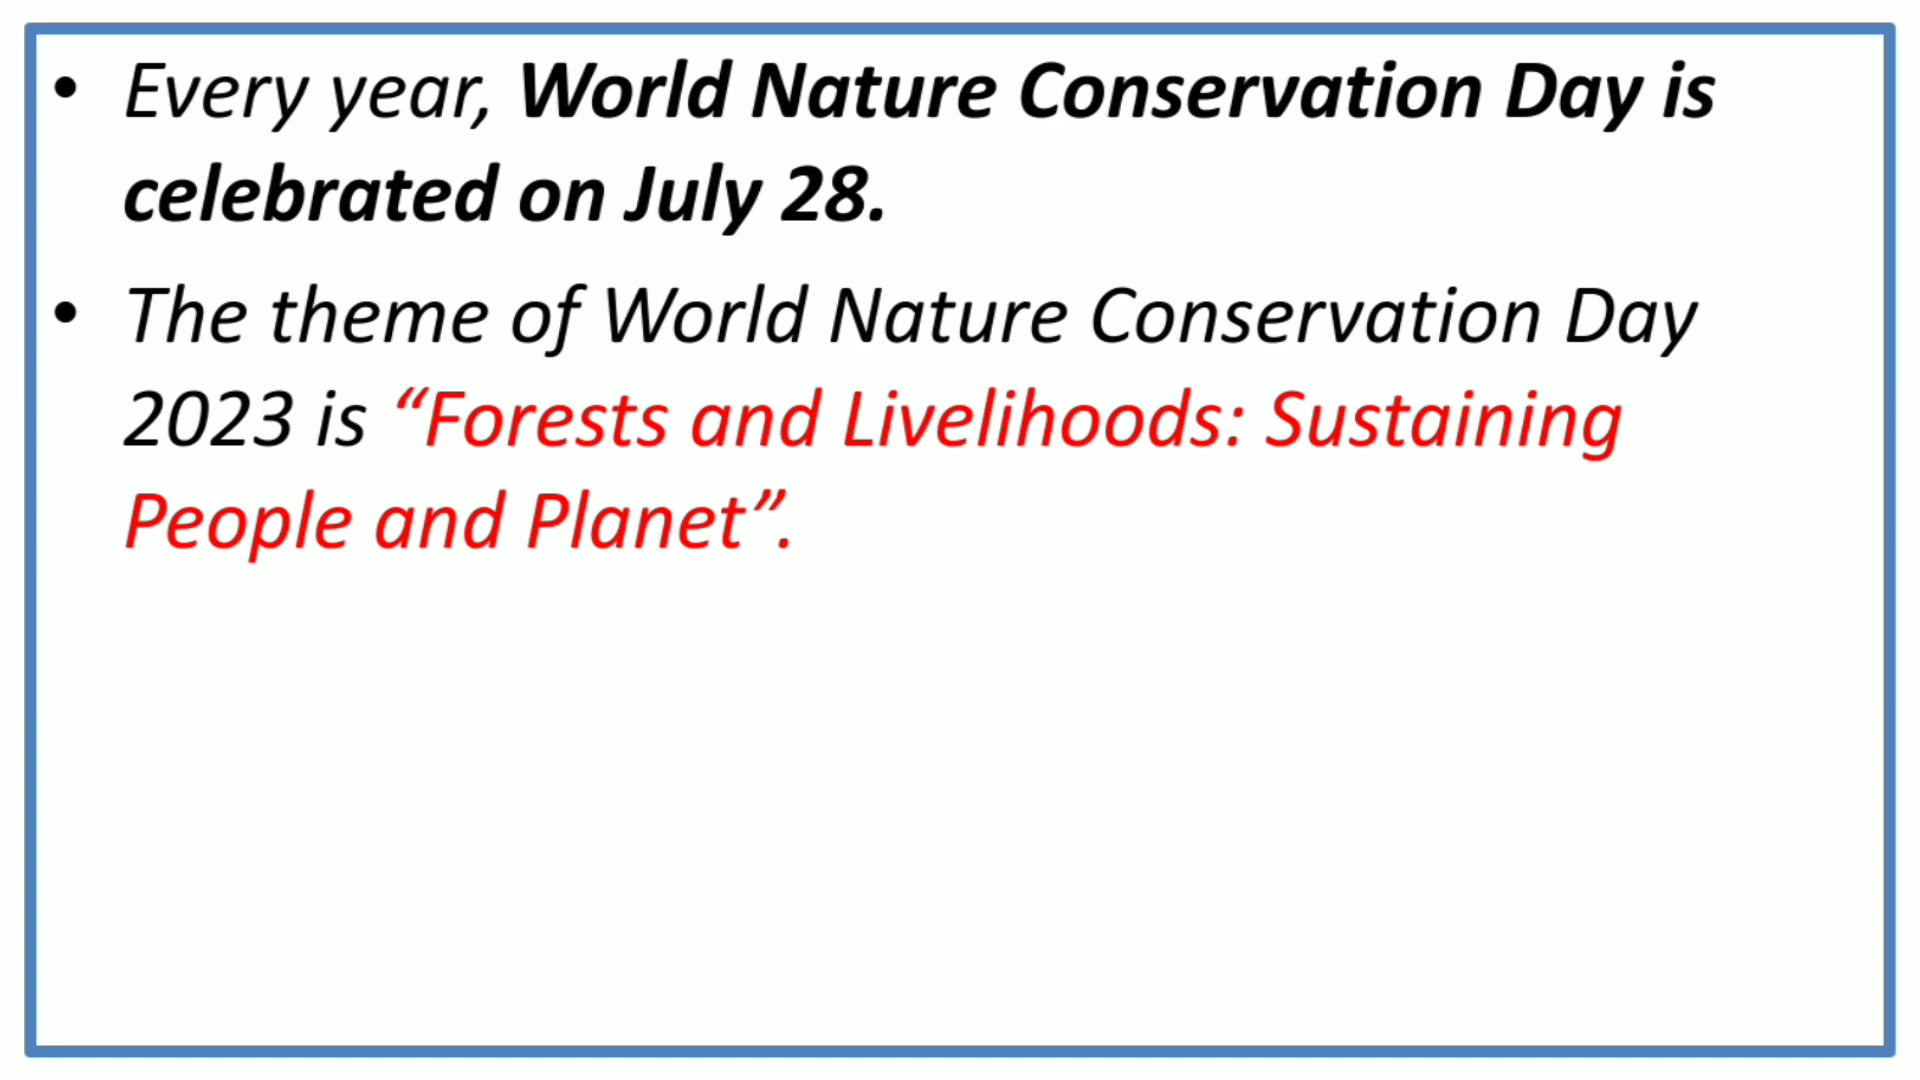 • Every year, World Nature Conservation Day is
celebrated on July 28.
• The theme of World Nature Conservation Day
2023 is “Forests and Livelihoods: Sustaining
People and Planet”.